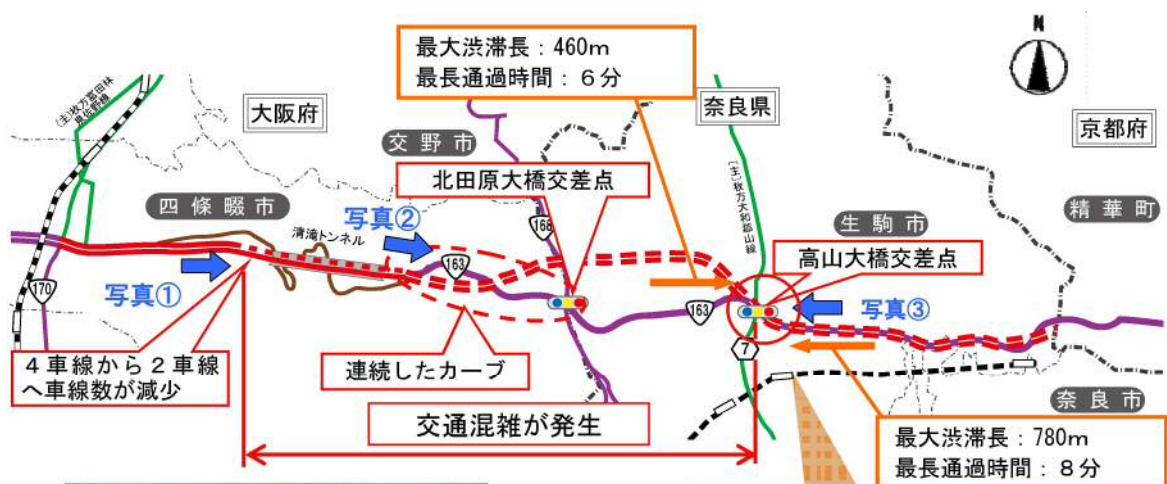 最大渋滞長：460m
最長通過時間：６分
N
大阪府
奈良県
京都府
(主)枚方富田林
泉佐野線
交野市
北田原大橋交差点
(主)枚方大和郡山線
四條畷市
写真②
清滝トンネル
168
生駒市
精華町
高山大橋交差点
163
写真①
170
163
写真③
7
４車線から２車線
へ車線数が減少
連続したカーブ
奈良市
交通混雑が発生
最大渋滞長：780m
最長通過時間：８分